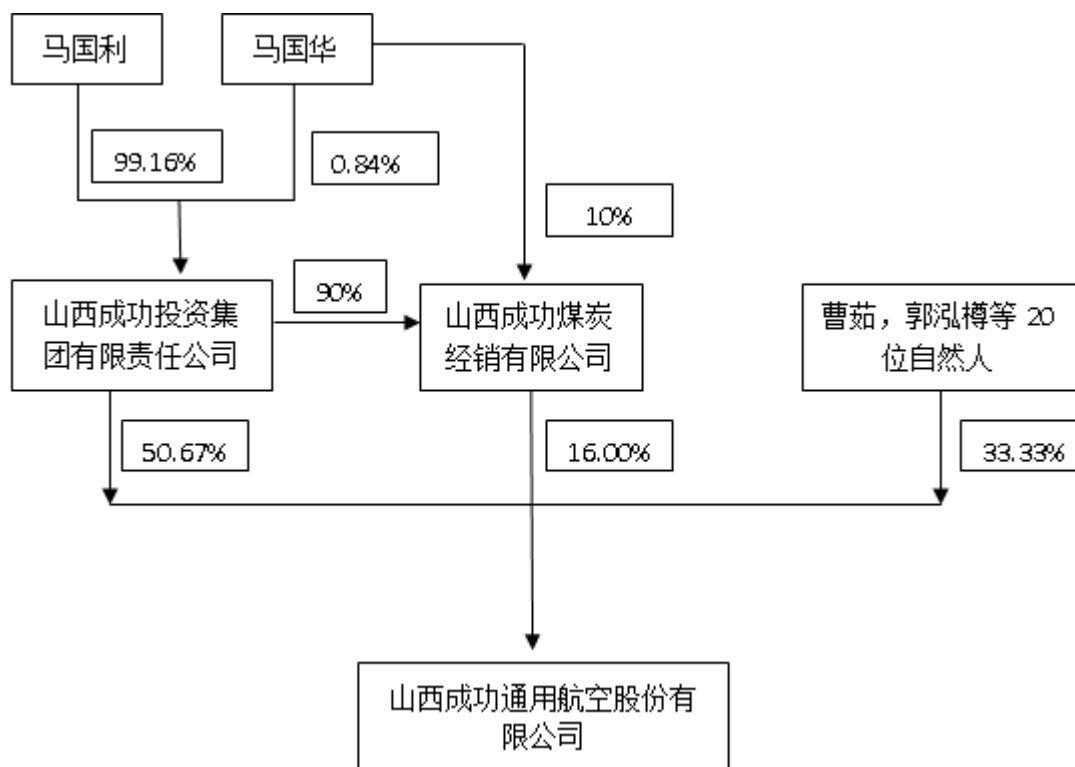 马国利
马国华
99.16%
0.84%
10%
90%
山西成功投资集
团有限责任公司
山西成功煤炭
经销有限公司
曹茹，郭泓樽等 20
位自然人
50.67%
16.00%
33.33%
山西成功通用航空股份有
限公司